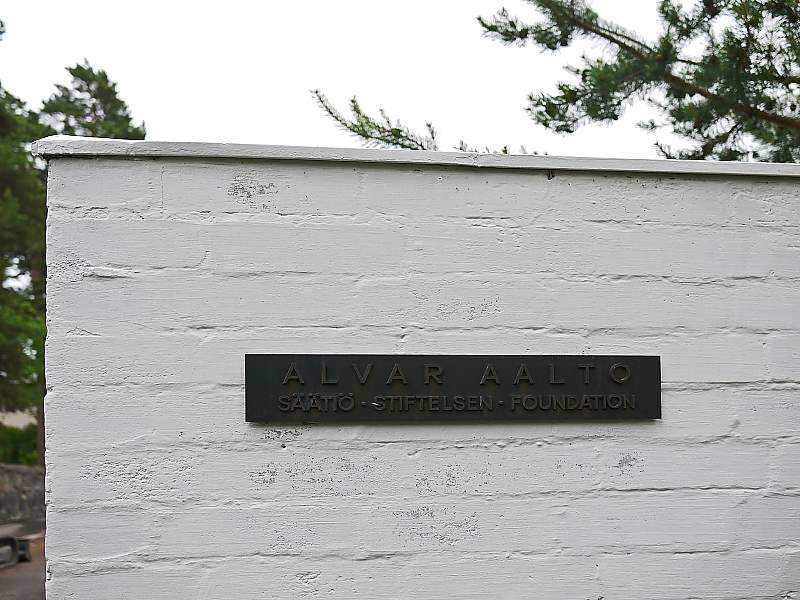 ALVAR AALTO
SÄÄTIÖ · STIFTELSEN · FOUNDATION